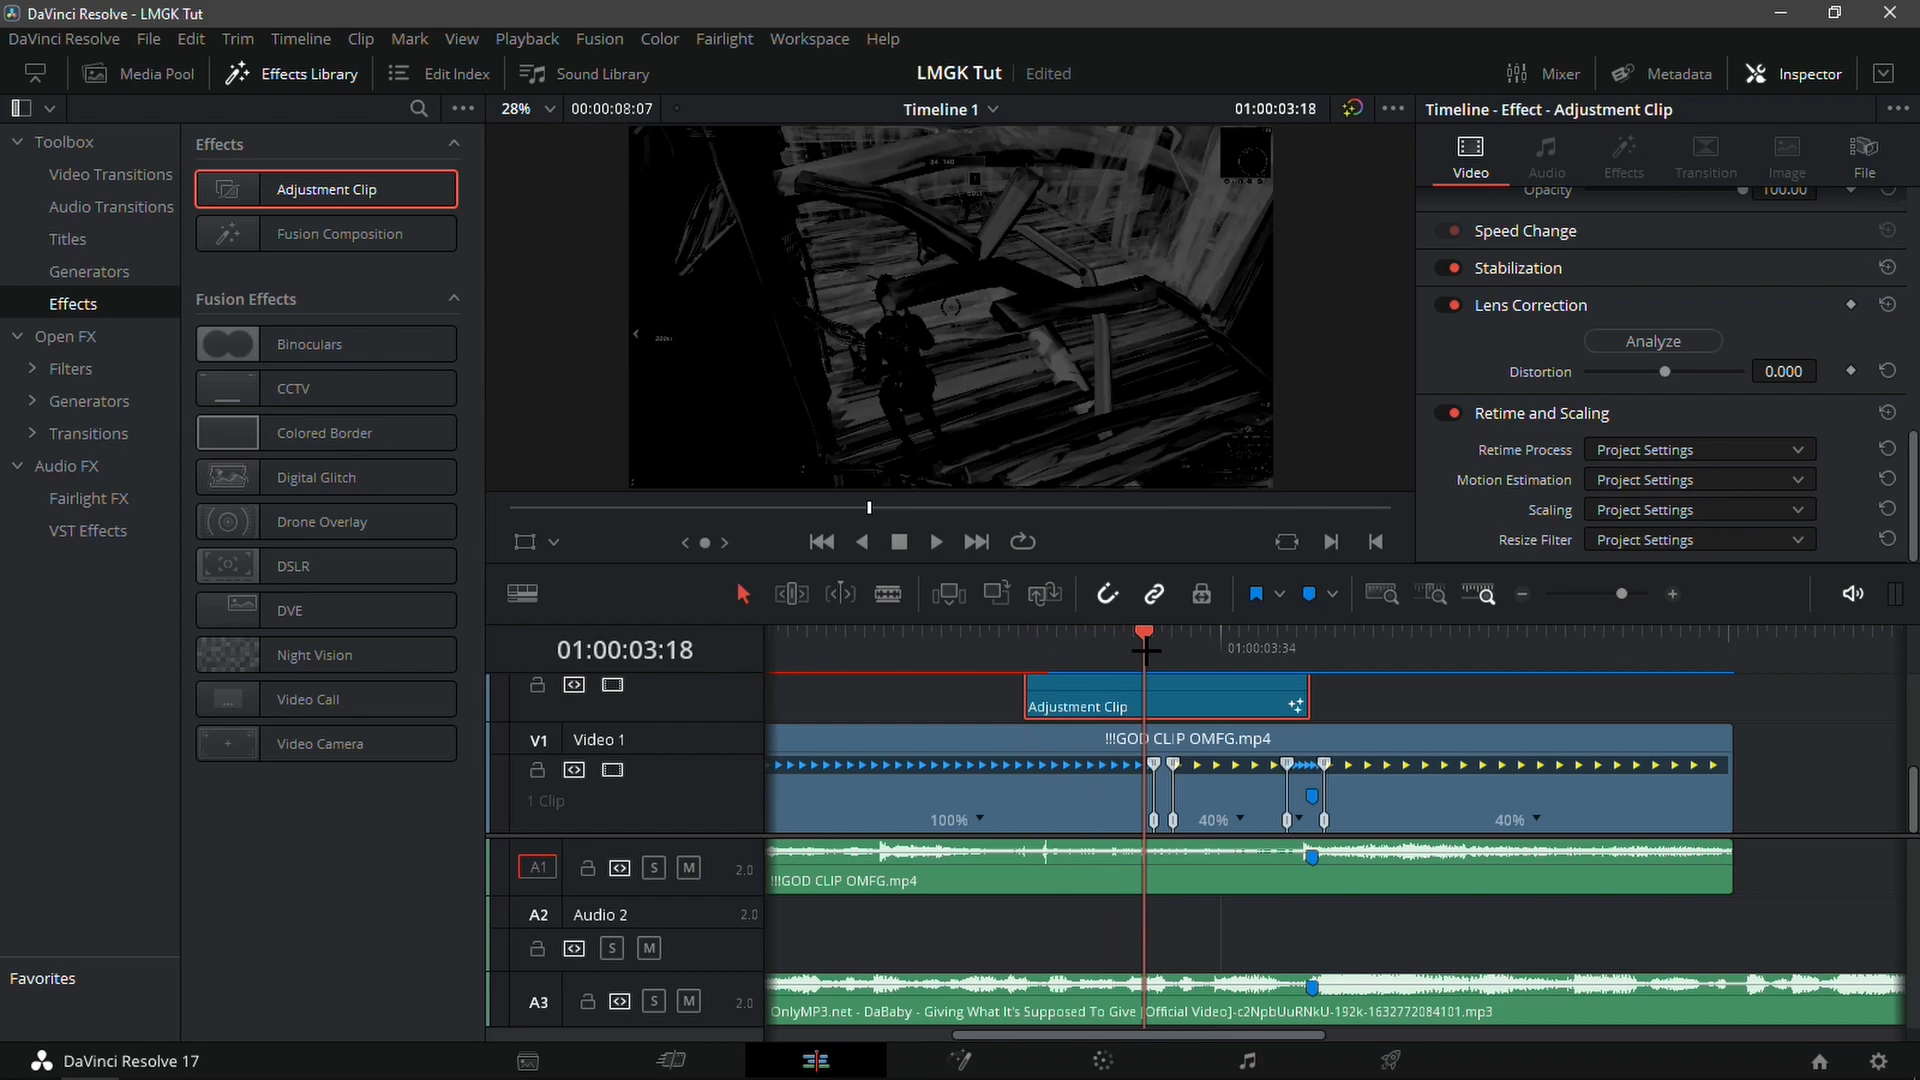 DaVinci Resolve - LMGK Tut
DaVinci Resolve File Edit Trim Timeline Clip Mark View Playback Fusion Color Fairlight Workspace Help
Media Pool Effects Library Edit Index Sound Library LMGK Tut Edited Mixer Metadata Inspector
28% 00:00:08:07 Timeline 1 01:00:03:18 Timeline - Effect - Adjustment Clip
Toolbox
Video Transitions
Audio Transitions
Titles
Generators
Effects
Open FX
Filters
Generators
Transitions
Audio FX
Fairlight FX
VST Effects
Favorites
Effects
Adjustment Clip
Fusion Composition
Fusion Effects
Binoculars
CCTV
Colored Border
Digital Glitch
Drone Overlay
DSLR
DVE
Night Vision
Video Call
Video Camera
Video Audio Effects Transition Image File
Opacity 100.00
Speed Change
Stabilization
Lens Correction
Analyze
Distortion 0.000
Retime and Scaling
Retime Process Project Settings
Motion Estimation Project Settings
Scaling Project Settings
Resize Filter Project Settings
01:00:03:18 01:00:03:34
Adjustment Clip
V1 Video 1 !!!GOD CLIP OMFG.mp4
1 Clip
100% 40% 40%
A1 S M 2.0
!!!GOD CLIP OMFG.mp4
A2 Audio 2 2.0
S M
A3 S M 2.0
OnlyMP3.net - DaBaby - Giving What It's Supposed To Give [Official Video]-c2NpbUuRNkU-192k-1632772084101.mp3
DaVinci Resolve 17